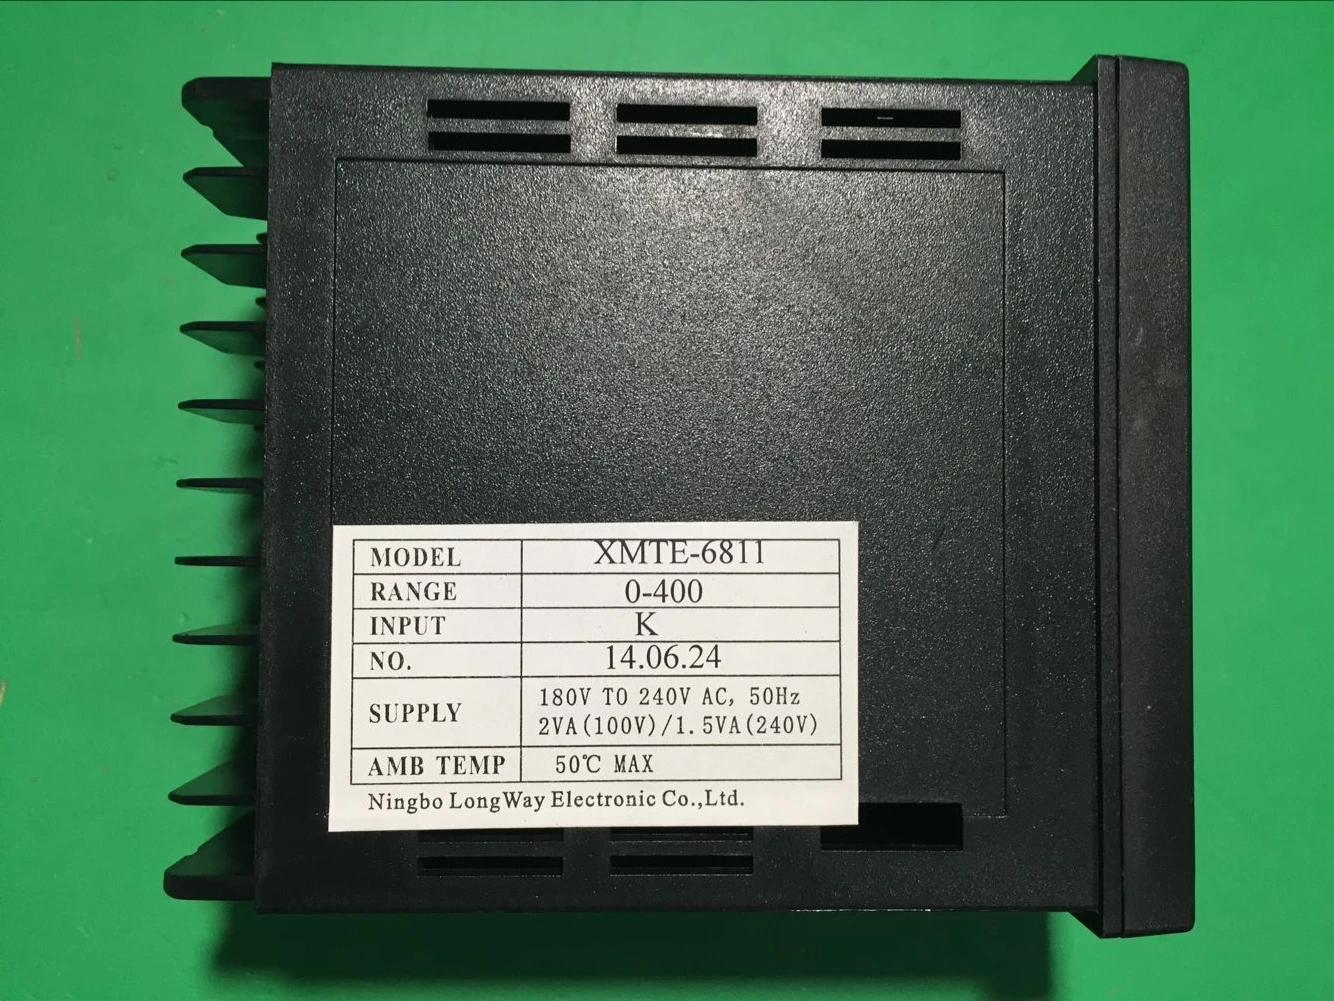 MODEL XMTE-6811
RANGE 0-400
INPUT K
NO. 14.06.24
SUPPLY 180V TO 240V AC, 50Hz
2VA(100V)/1.5VA(240V)
AMB TEMP 50℃ MAX
Ningbo LongWay Electronic Co.,Ltd.